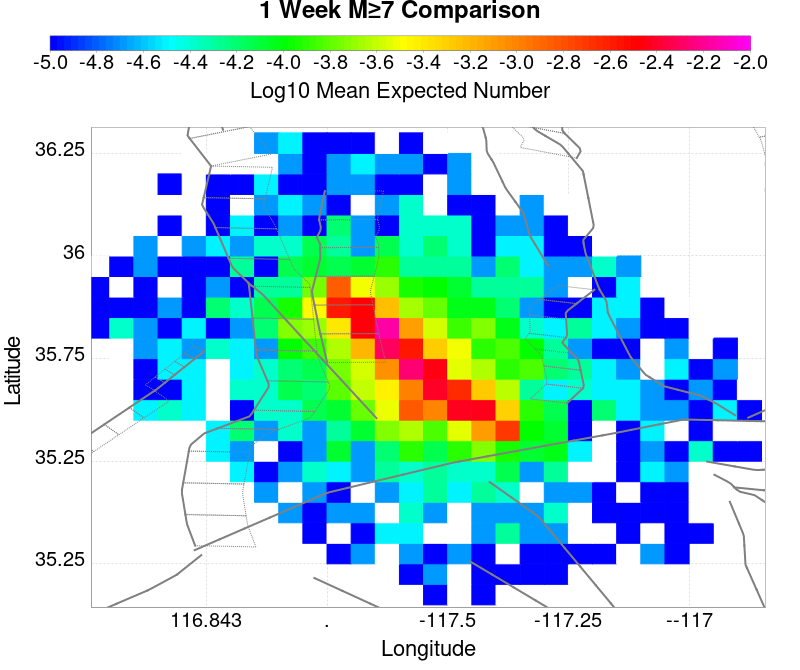 1 Week M≥7 Comparison
-5.0 -4.8 -4.6 -4.4 -4.2 -4.0 -3.8 -3.6 -3.4 -3.2 -3.0 -2.8 -2.6 -2.4 -2.2 -2.0
Log10 Mean Expected Number
36.25
36
35.75
35.25
35.25
Latitude
116.843 . -117.5 -117.25 --117
Longitude